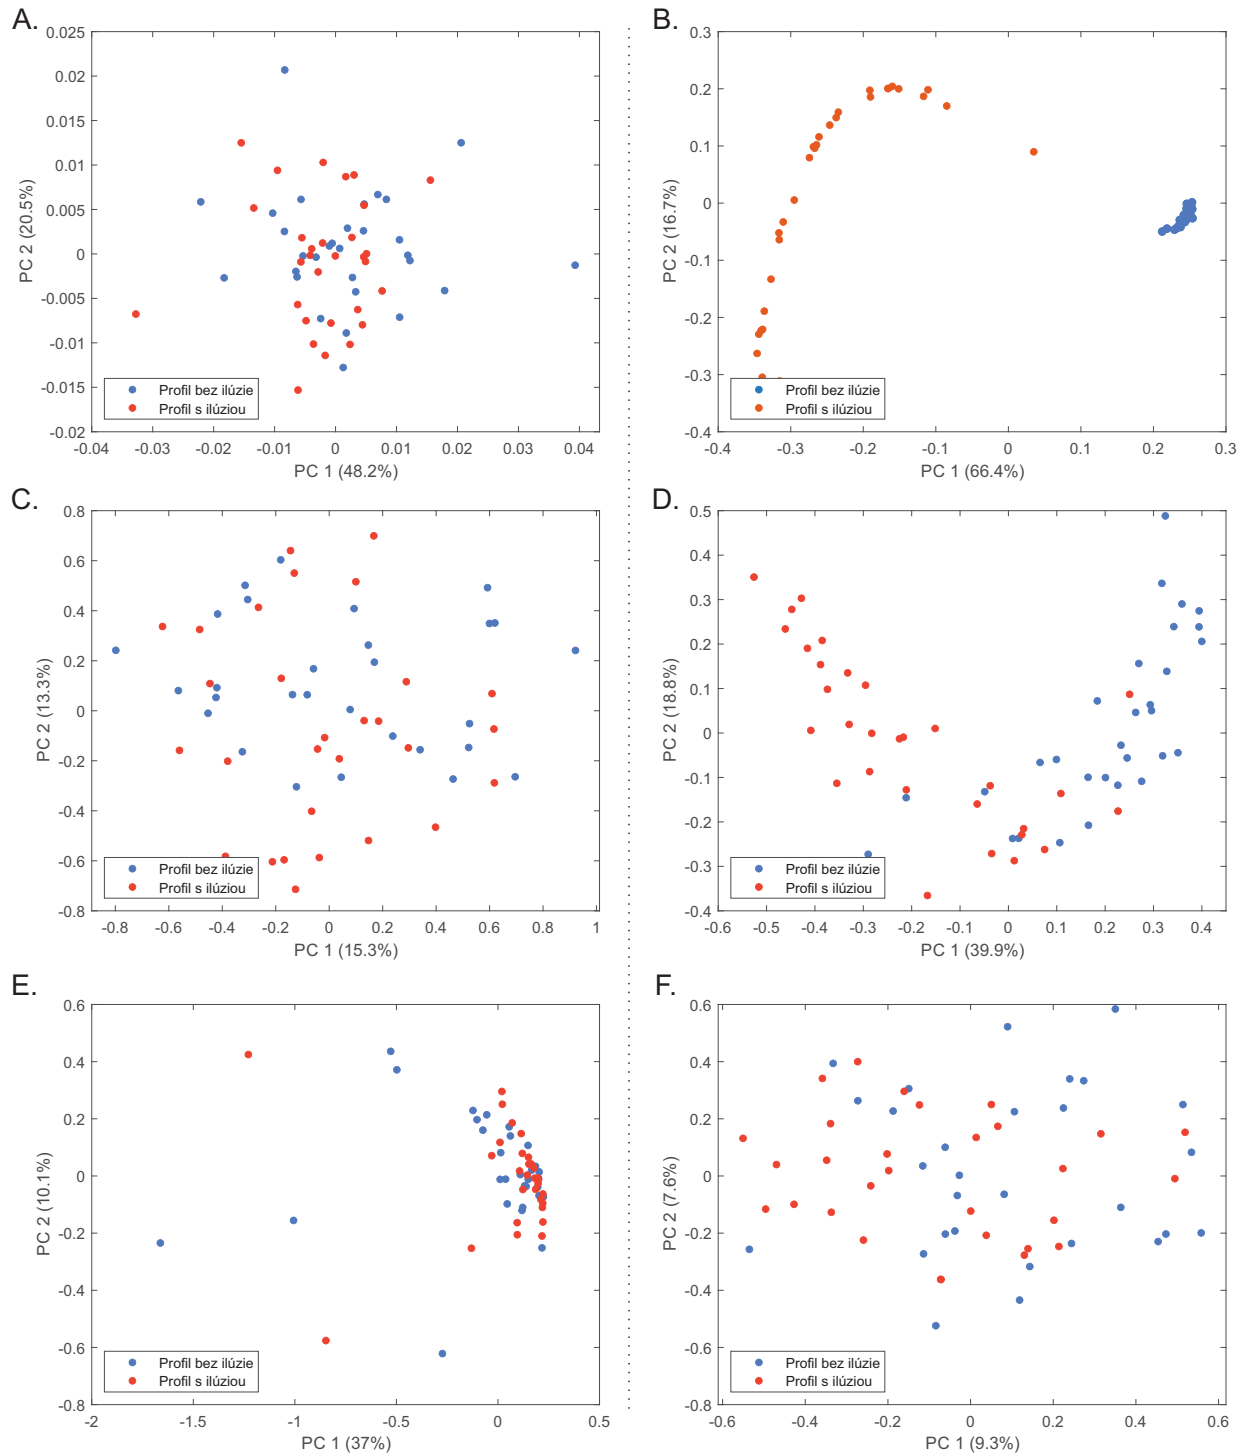 A.
0.025
0.02
0.015
0.01
0.005
0
-0.005
-0.01
-0.015
-0.02
PC 2 (20.5%)
Profil bez ilúzie
Profil s ilúziou
-0.04 -0.03 -0.02 -0.01 0 0.01 0.02 0.03 0.04
PC 1 (48.2%)
B.
0.3
0.2
0.1
0
-0.1
-0.2
-0.3
-0.4
PC 2 (16.7%)
Profil bez ilúzie
Profil s ilúziou
-0.4 -0.3 -0.2 -0.1 0 0.1 0.2 0.3
PC 1 (66.4%)
C.
0.8
0.6
0.4
0.2
0
-0.2
-0.4
-0.6
-0.8
PC 2 (13.3%)
Profil bez ilúzie
Profil s ilúziou
-0.8 -0.6 -0.4 -0.2 0 0.2 0.4 0.6 0.8 1
PC 1 (15.3%)
D.
0.5
0.4
0.3
0.2
0.1
0
-0.1
-0.2
-0.3
-0.4
PC 2 (18.8%)
Profil bez ilúzie
Profil s ilúziou
-0.6 -0.5 -0.4 -0.3 -0.2 -0.1 0 0.1 0.2 0.3 0.4
PC 1 (39.9%)
E.
0.6
0.4
0.2
0
-0.2
-0.4
-0.6
-0.8
PC 2 (10.1%)
Profil bez ilúzie
Profil s ilúziou
-2 -1.5 -1 -0.5 0 0.5
PC 1 (37%)
F.
0.6
0.4
0.2
0
-0.2
-0.4
-0.6
-0.8
PC 2 (7.6%)
Profil bez ilúzie
Profil s ilúziou
-0.6 -0.4 -0.2 0 0.2 0.4 0.6
PC 1 (9.3%)